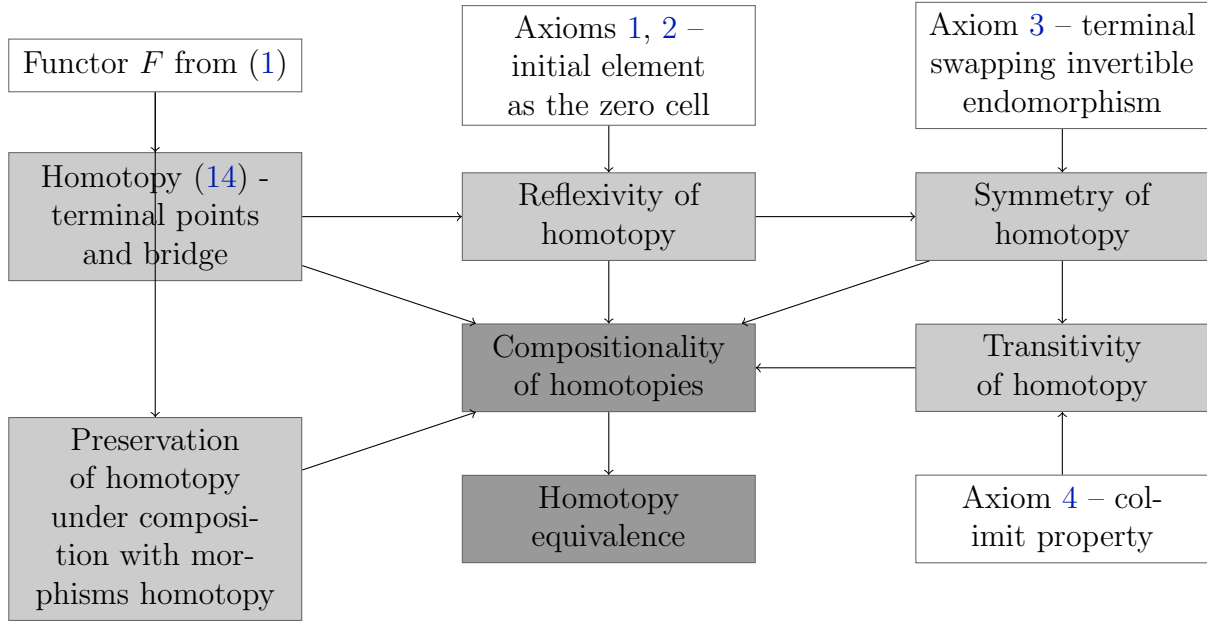 Functor F from (1)
Axioms 1, 2 –
initial element
as the zero cell
Axiom 3 – terminal
swapping invertible
endomorphism
Homotopy (14) -
terminal points
and bridge
Reflexivity of
homotopy
Symmetry of
homotopy
Compositionality
of homotopies
Transitivity
of homotopy
Preservation
of homotopy
under composi-
tion with mor-
phisms homotopy
Homotopy
equivalence
Axiom 4 – col-
imit property